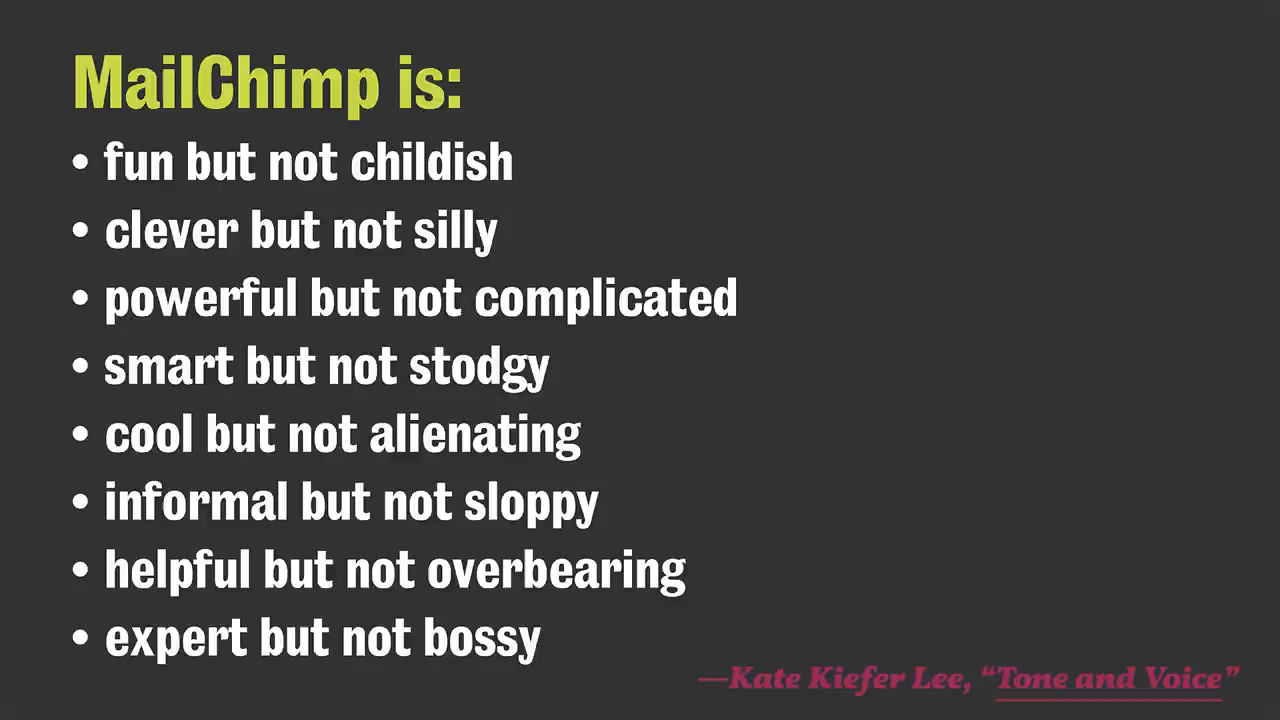 MailChimp is:
• fun but not childish
• clever but not silly
• powerful but not complicated
• smart but not stodgy
• cool but not alienating
• informal but not sloppy
• helpful but not overbearing
• expert but not bossy
—Kate Kiefer Lee, “Tone and Voice”